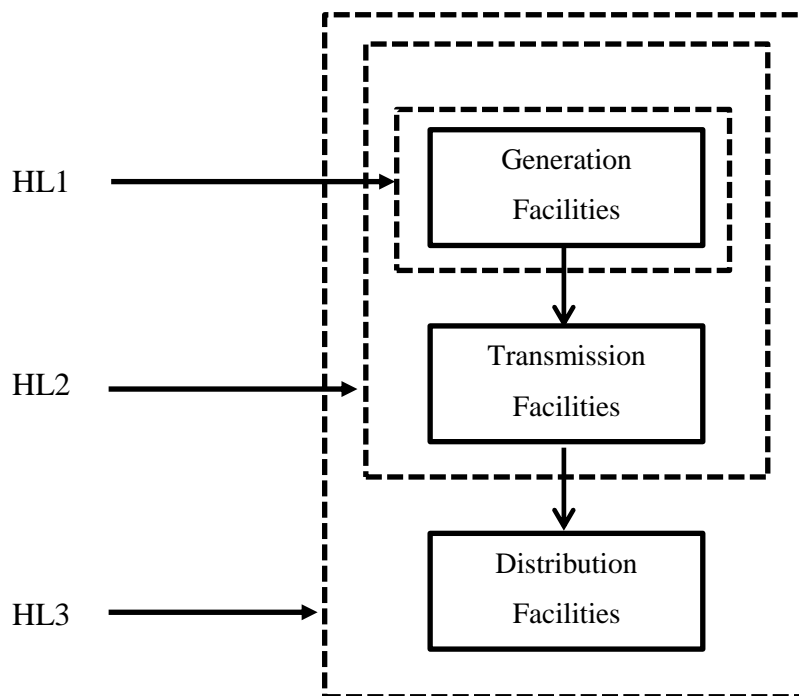 HL1
Generation
Facilities
HL2
Transmission
Facilities
HL3
Distribution
Facilities